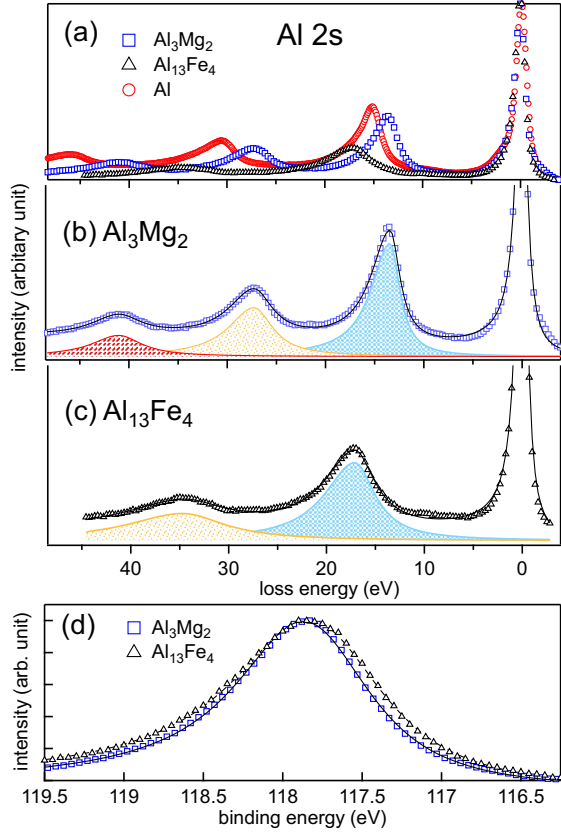 (a)
Al 2s
Al₃Mg₂
Al₁₃Fe₄
Al
intensity (arbitary unit)
(b) Al₃Mg₂
(c) Al₁₃Fe₄
40 30 20 10 0
loss energy (eV)
(d)
Al₃Mg₂
Al₁₃Fe₄
intensity (arb. unit)
119.5 119 118.5 118 117.5 117 116.5
binding energy (eV)